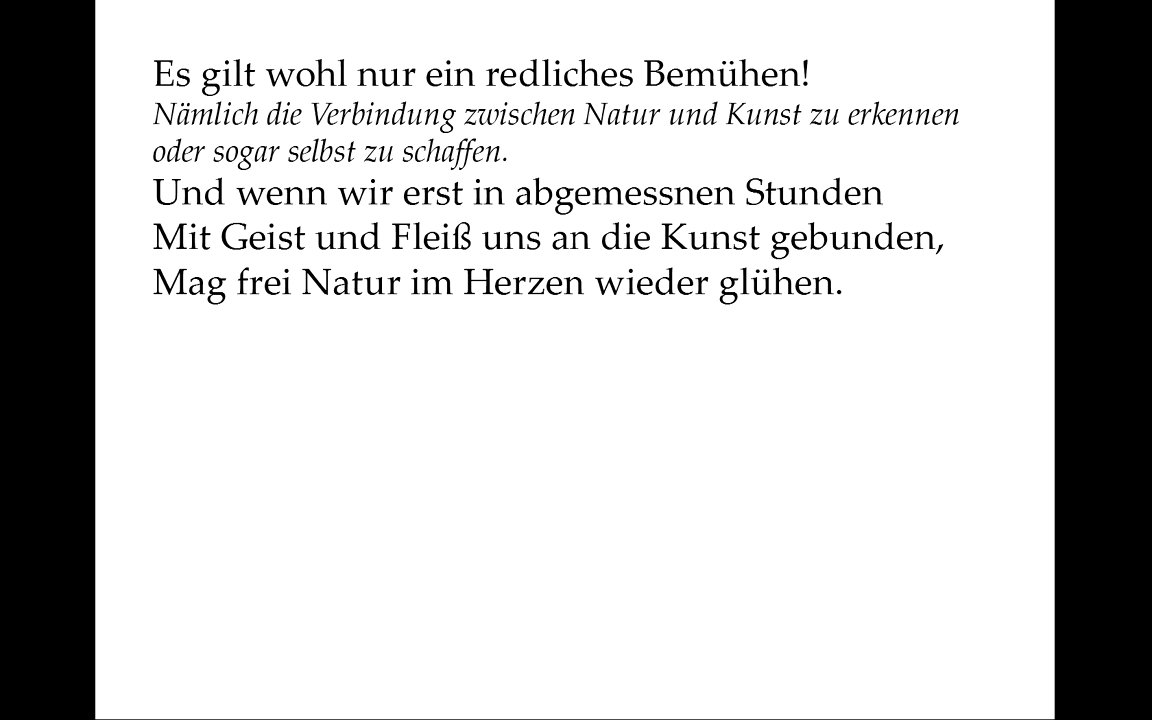 Es gilt wohl nur ein redliches Bemühen!
Nämlich die Verbindung zwischen Natur und Kunst zu erkennen
oder sogar selbst zu schaffen.
Und wenn wir erst in abgemessnen Stunden
Mit Geist und Fleiß uns an die Kunst gebunden,
Mag frei Natur im Herzen wieder glühen.